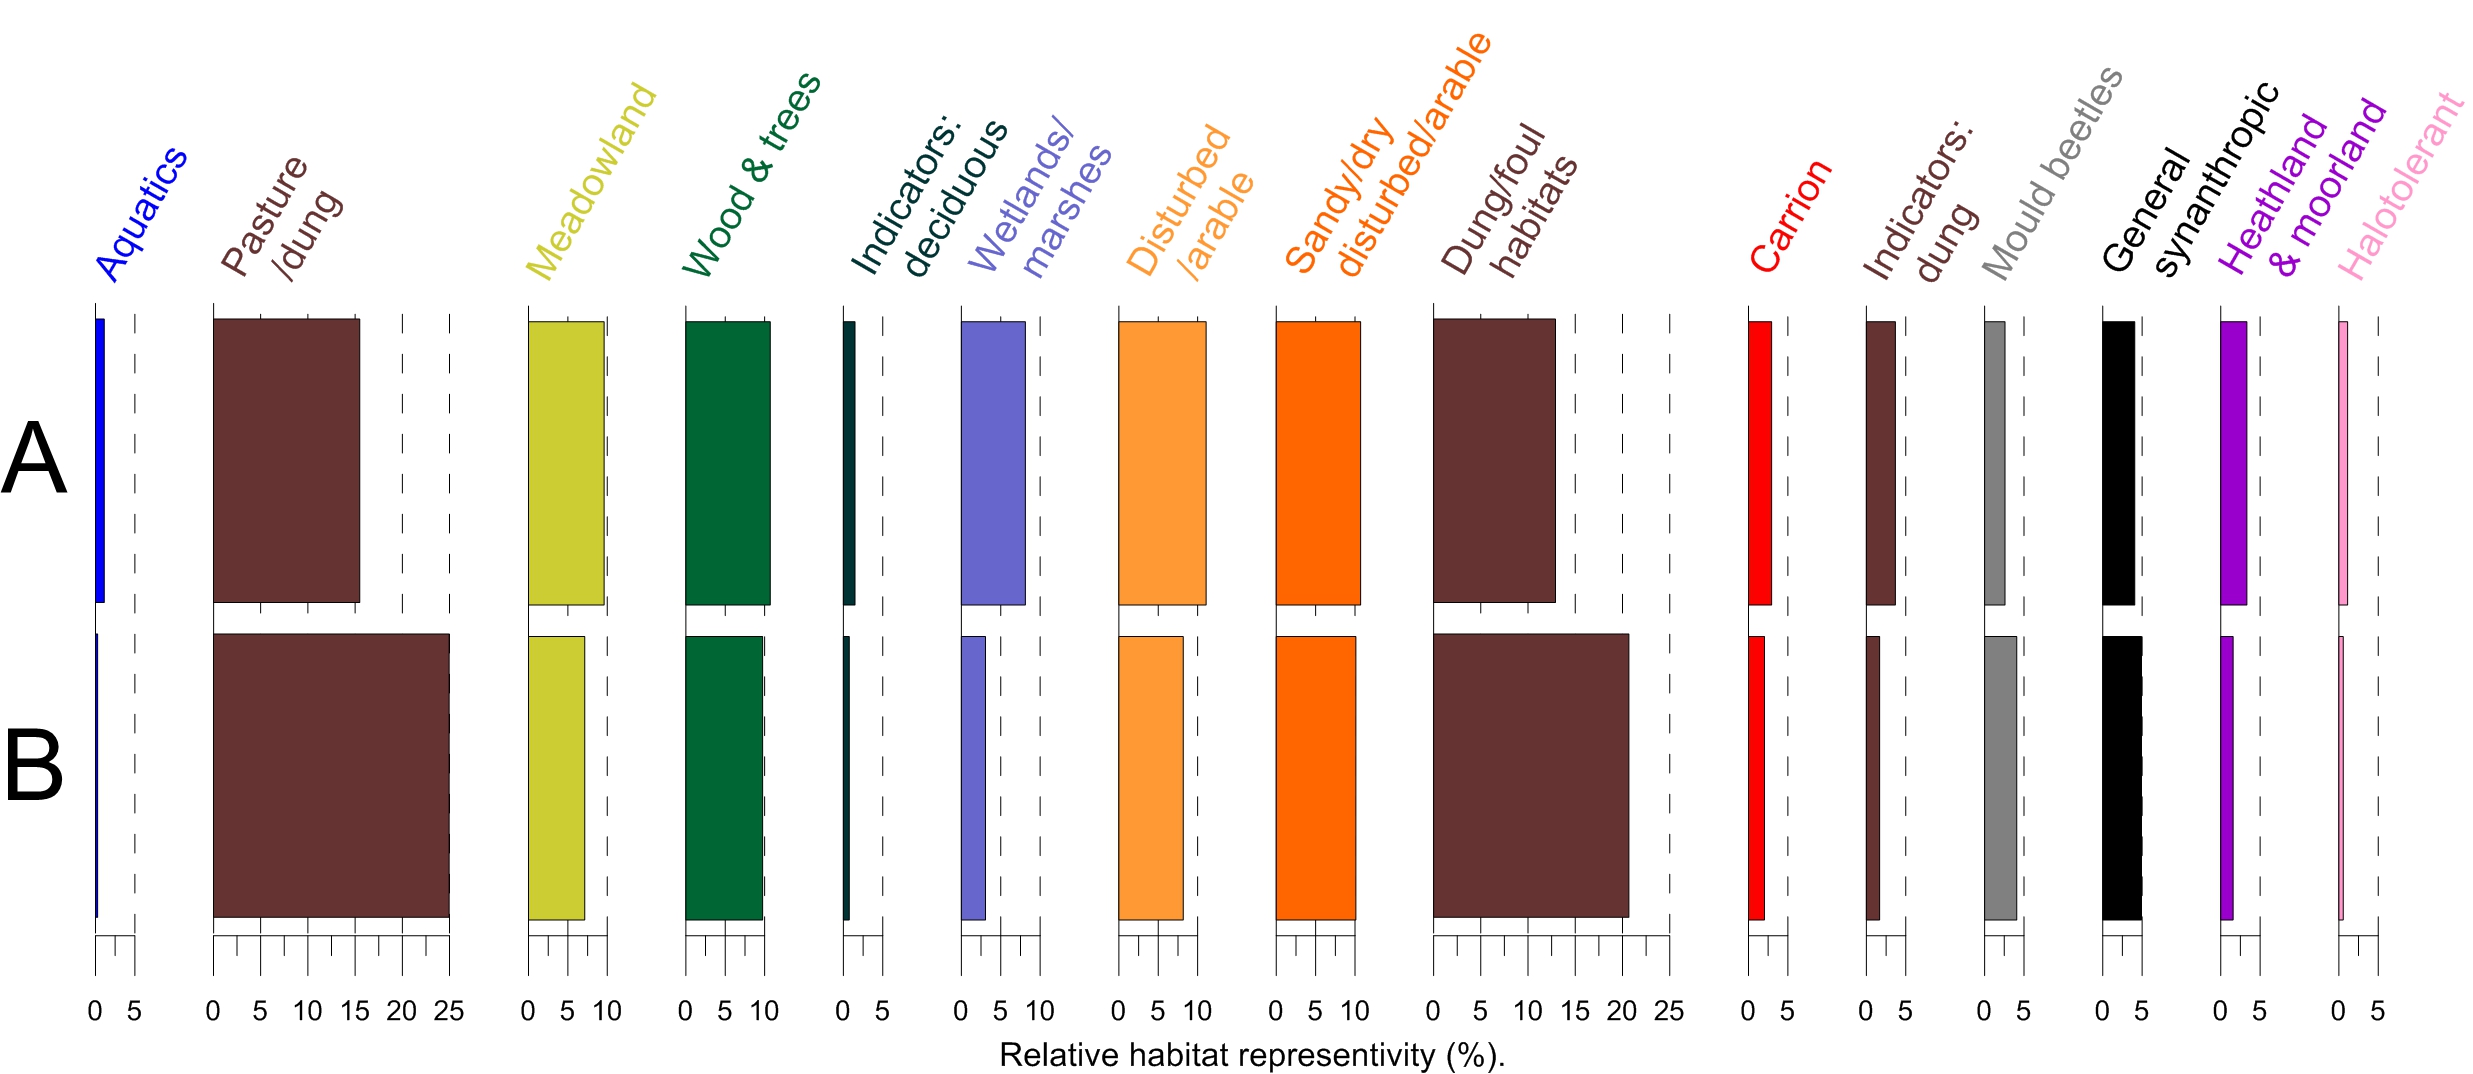 Aquatics
Pasture
/dung
Meadowland
Wood & trees
Indicators:
deciduous
Wetlands/
marshes
Disturbed
/arable
Sandy/dry
disturbed/arable
Dung/foul
habitats
Carrion
Indicators:
dung
Mould beetles
General
synanthropic
Heathland
& moorland
Halotolerant
A
B
0 5 0 5 10 15 20 25 0 5 10 0 5 10 0 5 0 5 10 0 5 10 0 5 10 0 5 10 15 20 25 0 5 0 5 0 5 0 5 0 5 0 5
Relative habitat representivity (%).